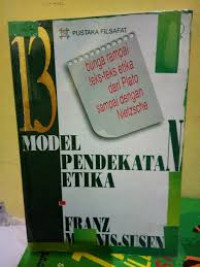 PUSTAKA FILSAFAT
bunga rampai
teks-teks etika
dari Plato
sampai dengan
Nietzsche
13
MODEL
PENDEKATAN
ETIKA
FRANZ